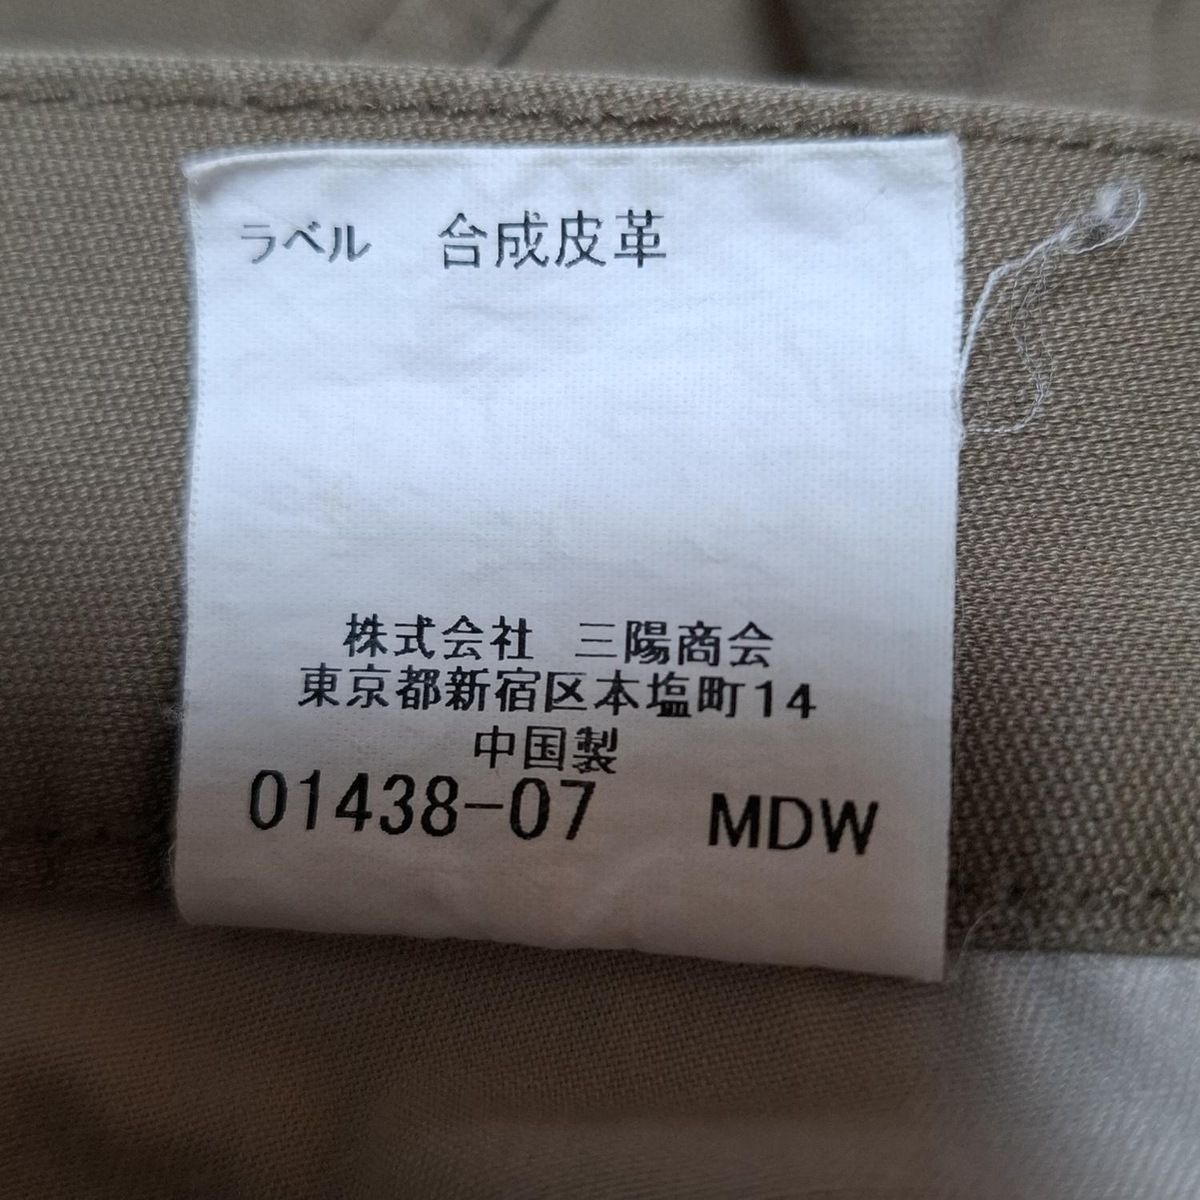 ラベル　合成皮革
株式会社　三陽商会
東京都新宿区本塩町14
中国製
01438-07　MDW